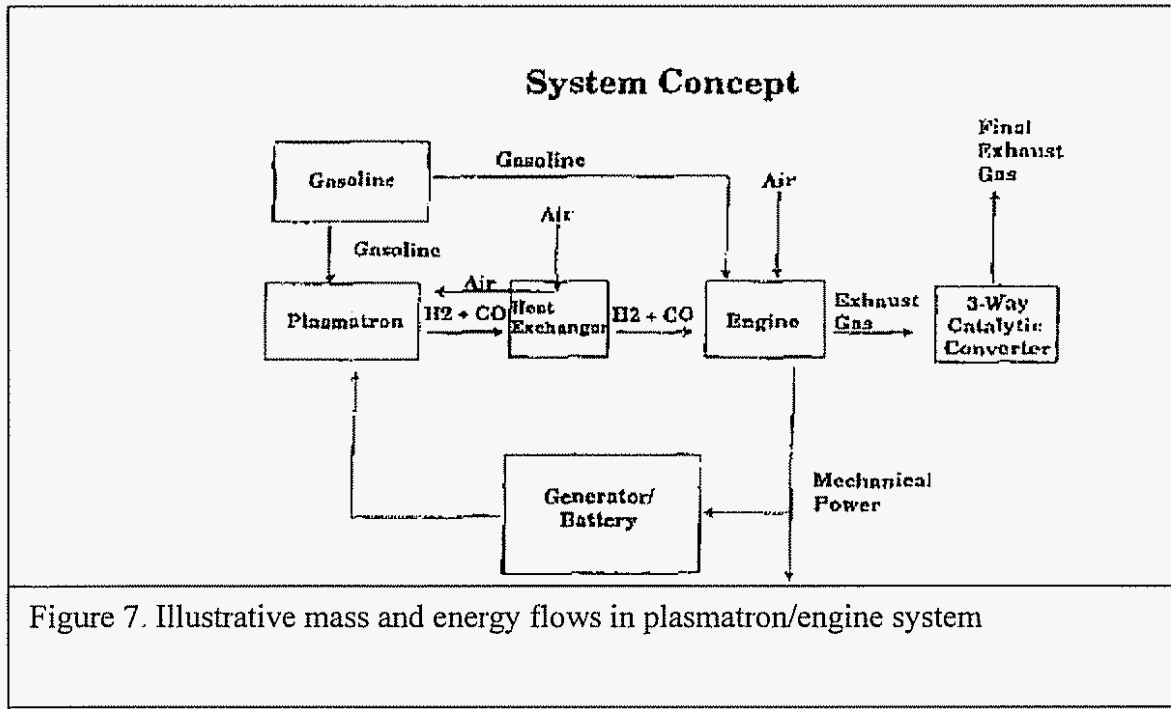 System Concept
Final
Exhaust
Gas
Gasoline
Gasoline
Air
Air
Gasoline
Air
Plasmatron
H2 + CO
Heat
Exchanger
H2 + CO
Engine
Exhaust
Gas
3-Way
Catalytic
Converter
Generator/
Battery
Mechanical
Power
Figure 7. Illustrative mass and energy flows in plasmatron/engine system